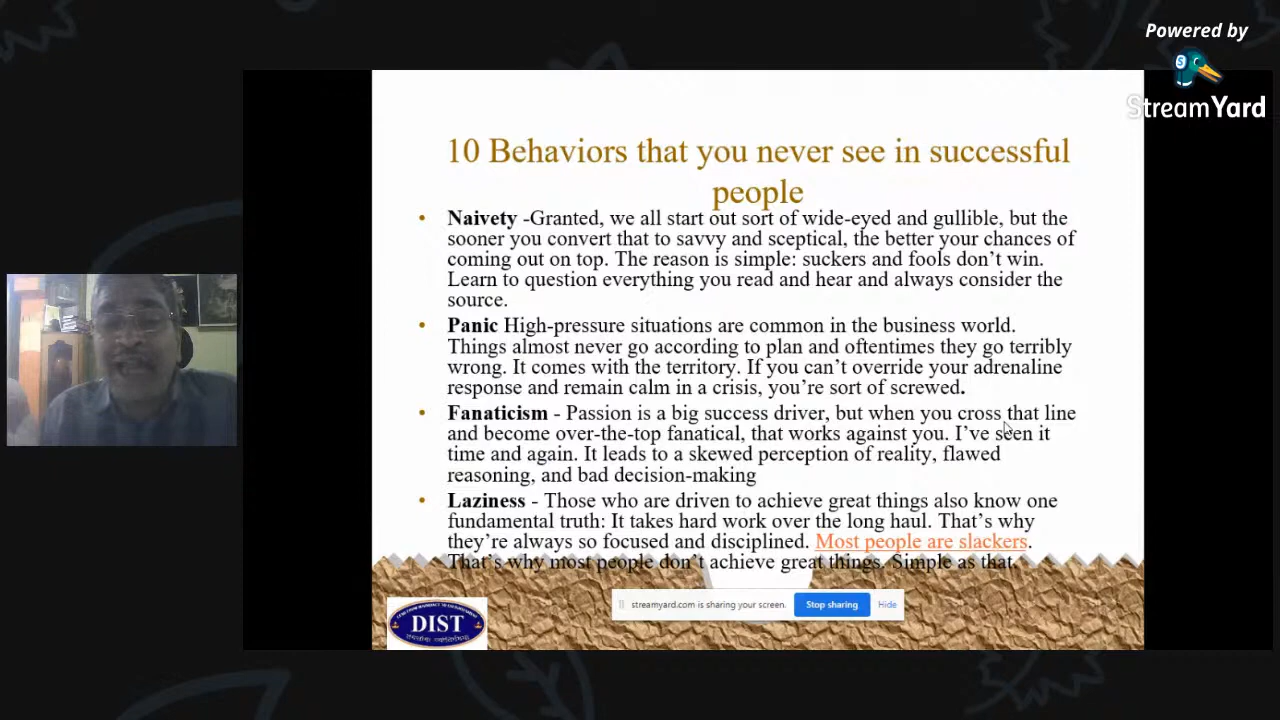 Powered by
StreamYard
10 Behaviors that you never see in successful
people
• Naivety -Granted, we all start out sort of wide-eyed and gullible, but the
sooner you convert that to savvy and sceptical, the better your chances of
coming out on top. The reason is simple: suckers and fools don't win.
Learn to question everything you read and hear and always consider the
source.
• Panic High-pressure situations are common in the business world.
Things almost never go according to plan and oftentimes they go terribly
wrong. It comes with the territory. If you can't override your adrenaline
response and remain calm in a crisis, you're sort of screwed.
• Fanaticism - Passion is a big success driver, but when you cross that line
and become over-the-top fanatical, that works against you. I've seen it
time and again. It leads to a skewed perception of reality, flawed
reasoning, and bad decision-making
• Laziness - Those who are driven to achieve great things also know one
fundamental truth: It takes hard work over the long haul. That's why
they're always so focused and disciplined. Most people are slackers.
That's why most people don't achieve great things. Simple as that.
streamyard.com is sharing your screen. Stop sharing Hide
DIST